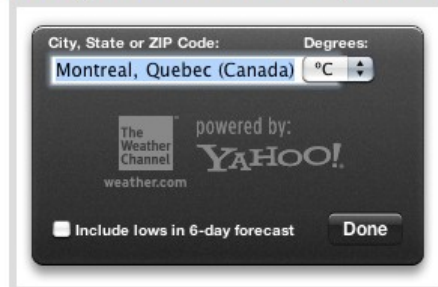 City, State or ZIP Code: Degrees:
Montreal, Quebec (Canada) °C
The
Weather
Channel
weather.com
powered by:
YAHOO!
Include lows in 6-day forecast Done